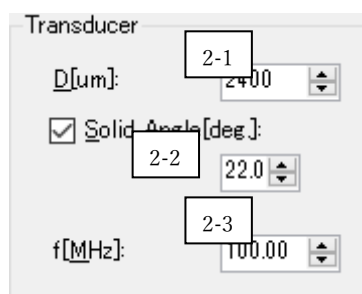 Transducer
2-1
D[um]: 2400
Solid Angle[deg.]:
2-2
22.0
2-3
f[MHz]: 100.00